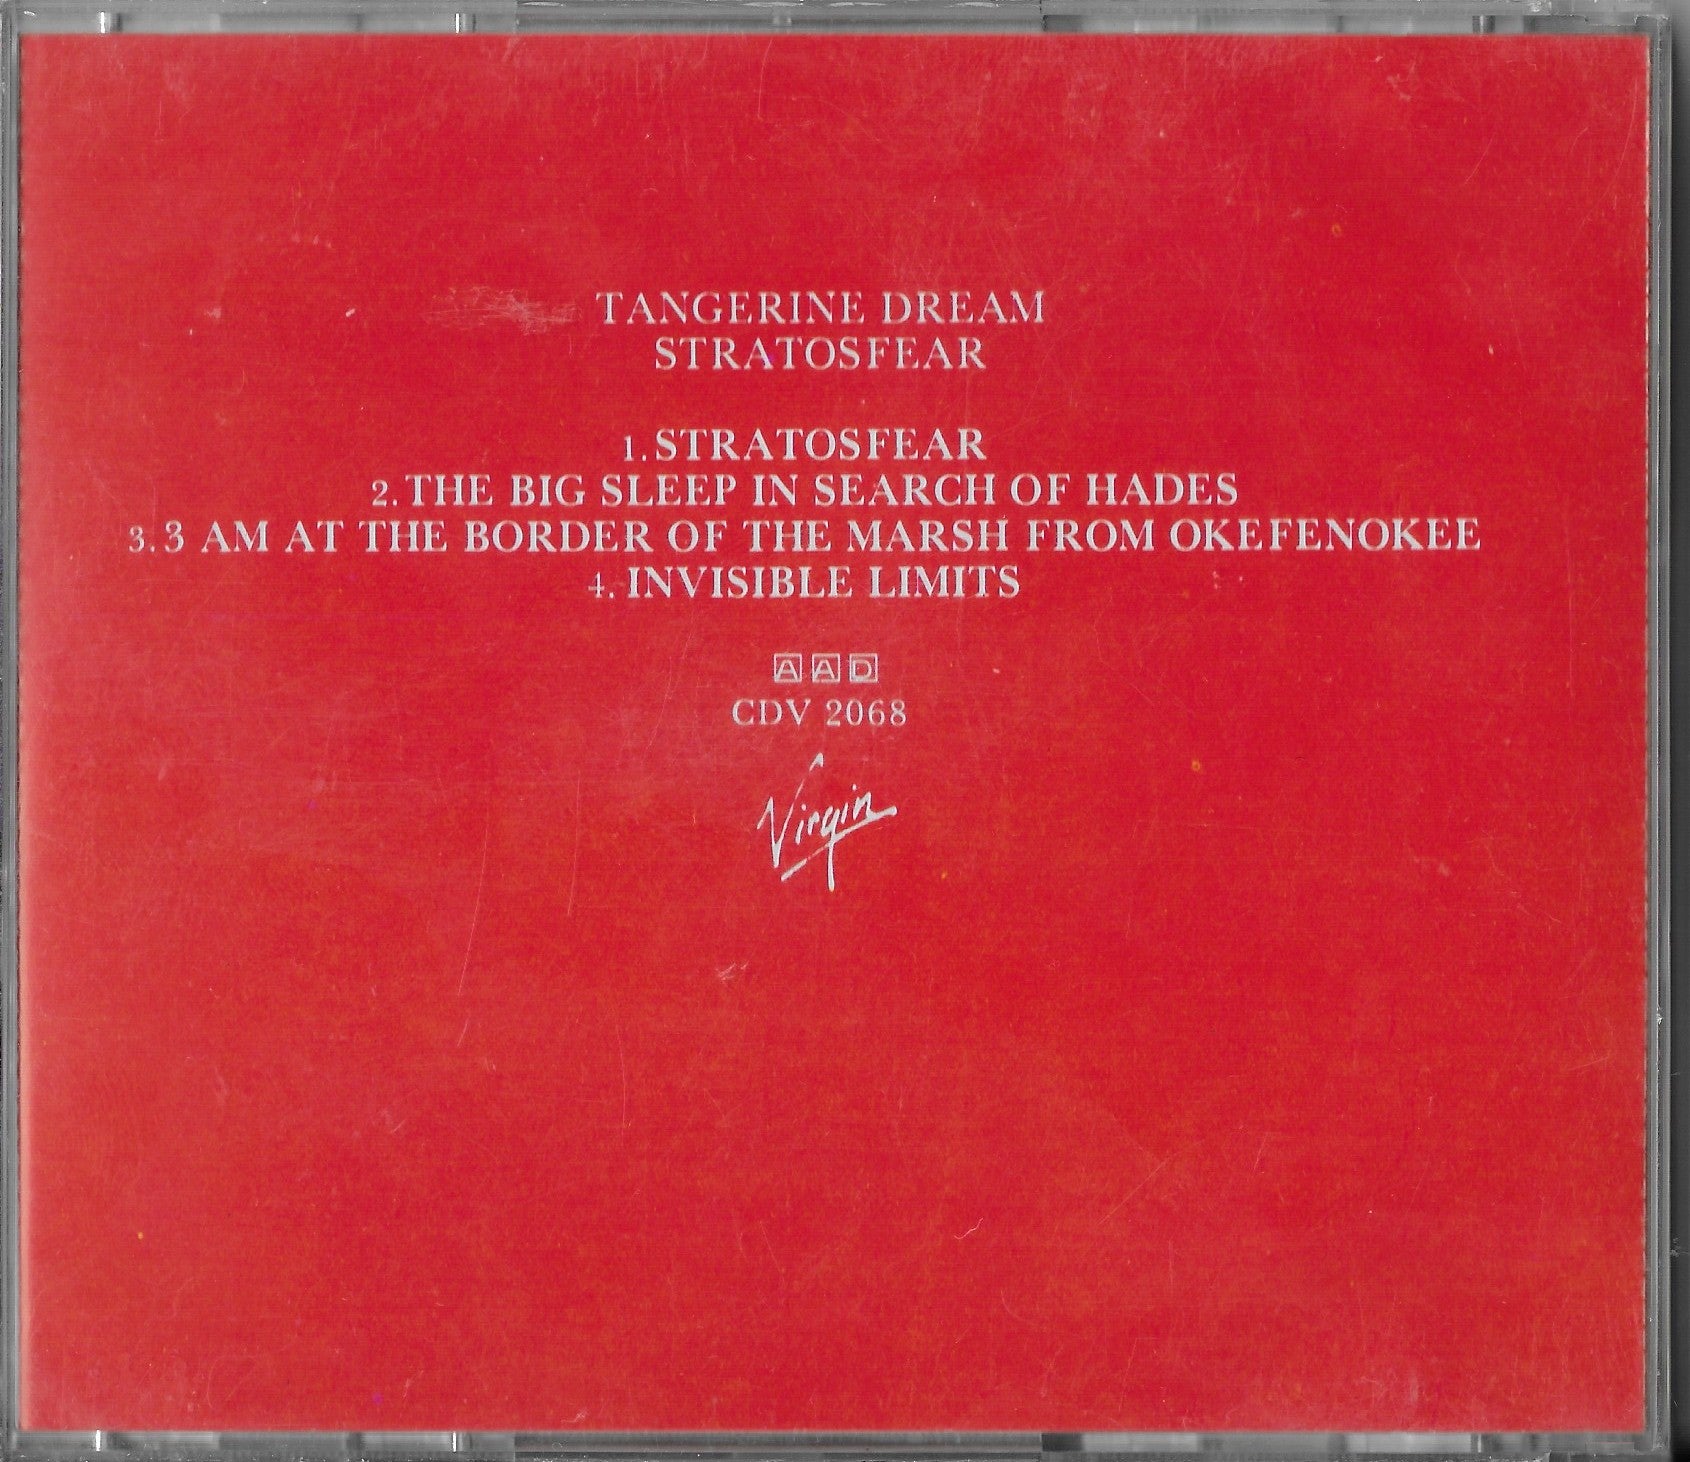 TANGERINE DREAM
STRATOSFEAR
1. STRATOSFEAR
2. THE BIG SLEEP IN SEARCH OF HADES
3. 3 AM AT THE BORDER OF THE MARSH FROM OKEFENOKEE
4. INVISIBLE LIMITS
AAD
CDV 2068
Virgin